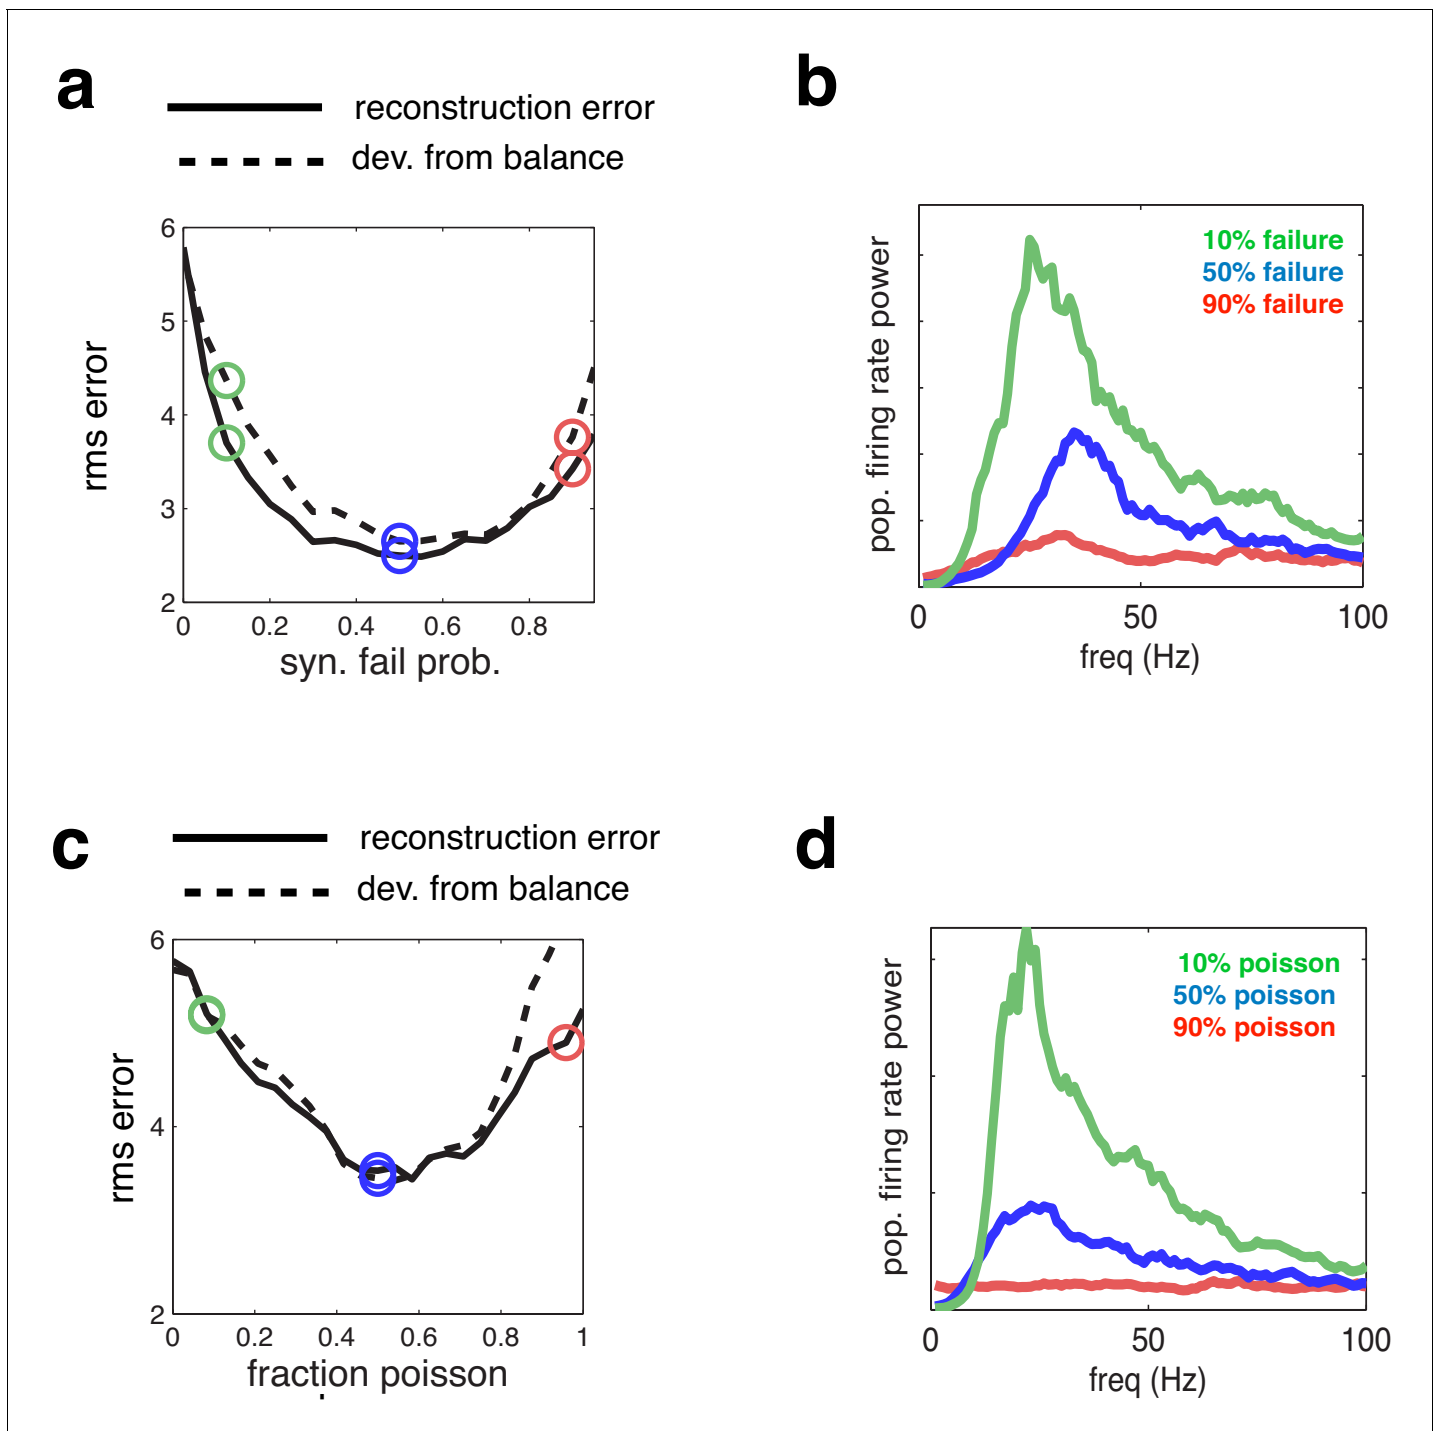 a
reconstruction error
dev. from balance
6
5
4
3
2
0
0.2
0.4
0.6
0.8
rms error
syn. fail prob.
b
10% failure
50% failure
90% failure
pop. firing rate power
0
50
100
freq (Hz)
c
reconstruction error
dev. from balance
6
4
2
0
0.2
0.4
0.6
0.8
1
rms error
fraction poisson
d
10% poisson
50% poisson
90% poisson
pop. firing rate power
0
50
100
freq (Hz)